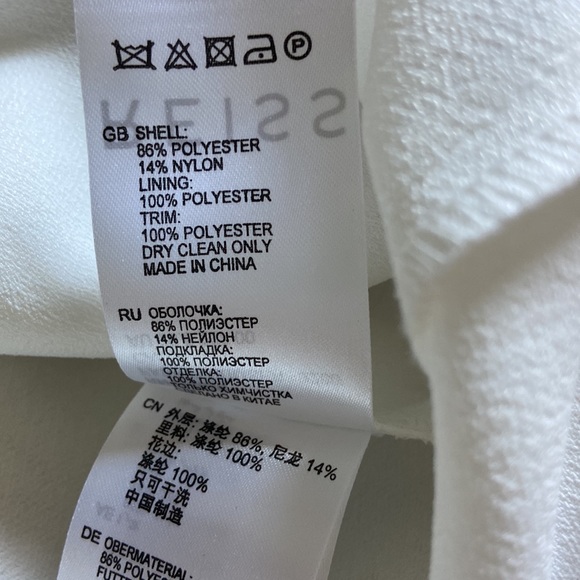 P
REISS
GB SHELL:
86% POLYESTER
14% NYLON
LINING:
100% POLYESTER
TRIM:
100% POLYESTER
DRY CLEAN ONLY
MADE IN CHINA
RU ОБОЛОЧКА:
86% ПОЛИЭСТЕР
14% НЕЙЛОН
ПОДКЛАДКА:
100% ПОЛИЭСТЕР
ОТДЕЛКА:
100% ПОЛИЭСТЕР
ТОЛЬКО ХИМЧИСТКА
СДЕЛАНО В КИТАЕ
CN 外层: 涤纶 86%, 尼龙 14%
里料: 涤纶 100%
花边:
涤纶 100%
只可干洗
中国制造
DE OBERMATERIAL:
86% POLYESTER